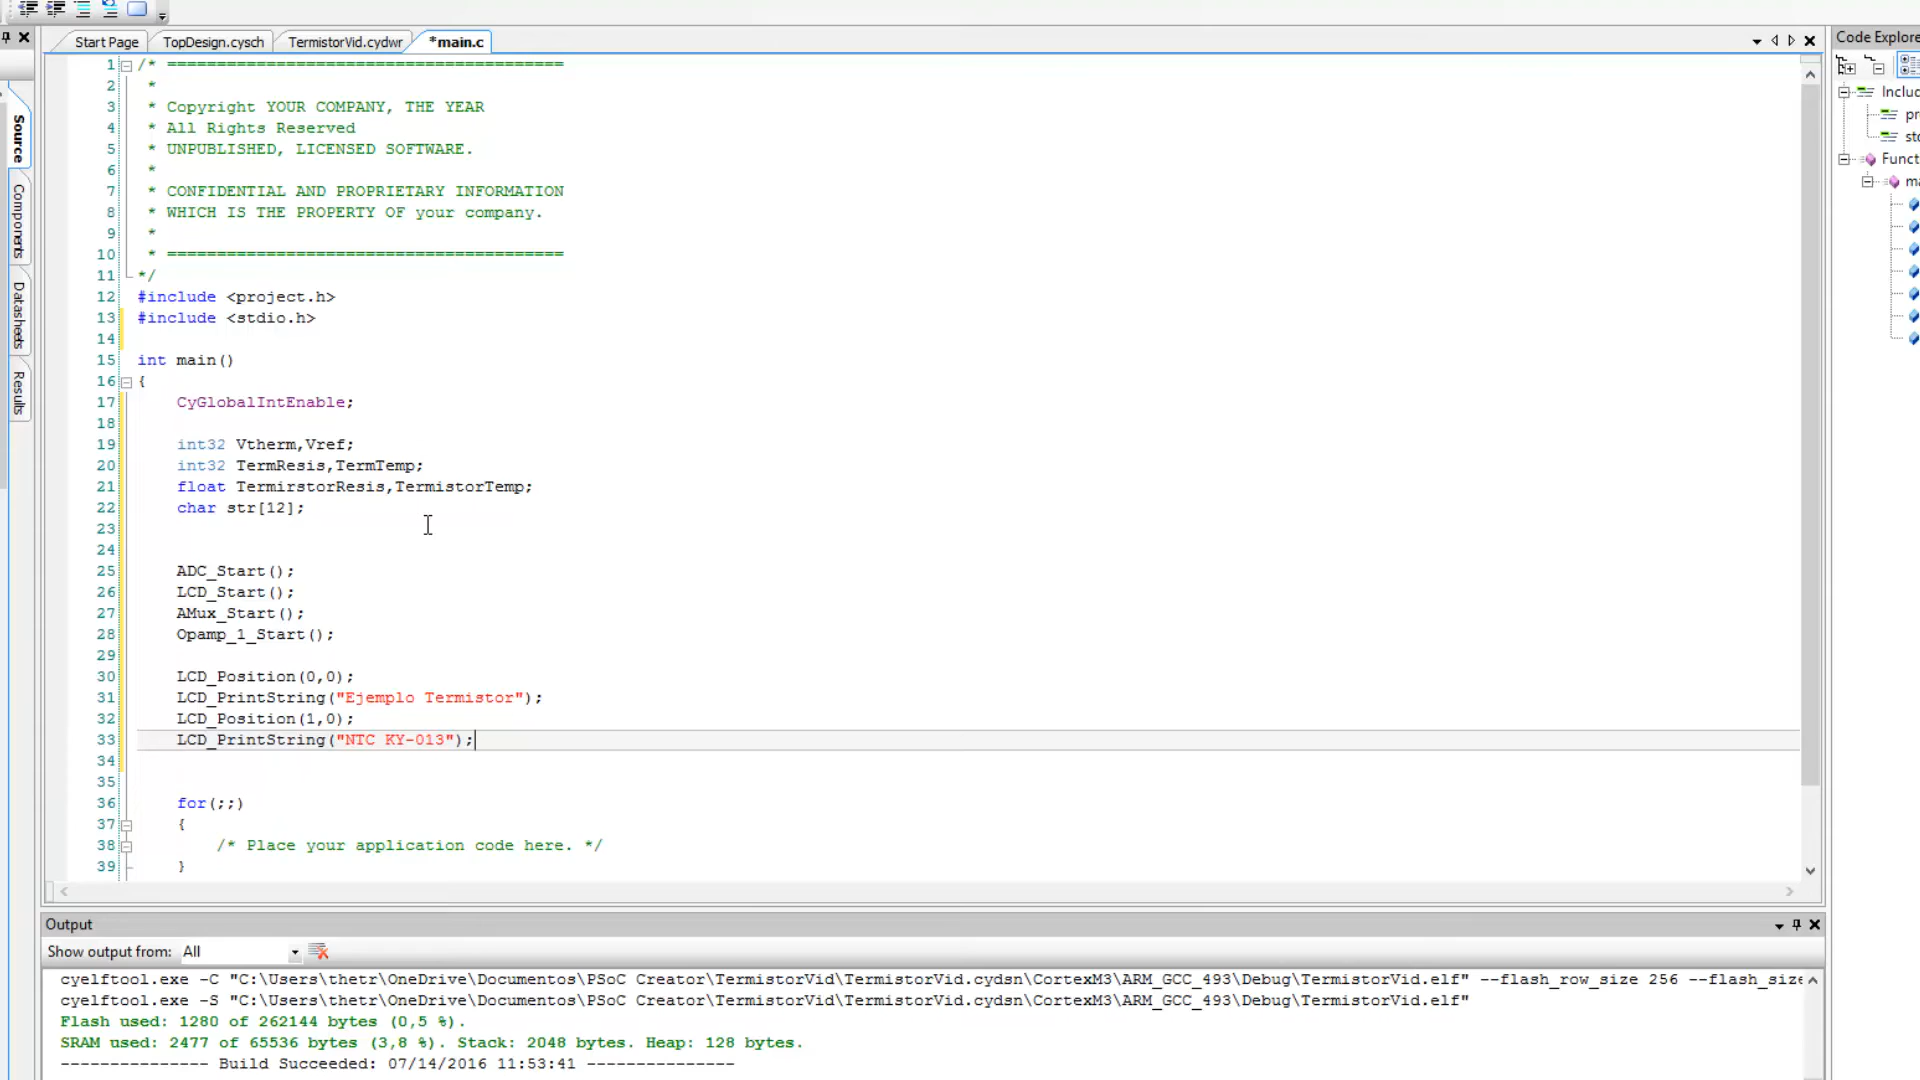 Start Page TopDesign.cysch TermistorVid.cydwr *main.c
Code Explore
1 /* ========================================
2 *
3 * Copyright YOUR COMPANY, THE YEAR
4 * All Rights Reserved
5 * UNPUBLISHED, LICENSED SOFTWARE.
6 *
7 * CONFIDENTIAL AND PROPRIETARY INFORMATION
8 * WHICH IS THE PROPERTY OF your company.
9 *
10 * ========================================
11 */
12 #include <project.h>
13 #include <stdio.h>
14
15 int main()
16 {
17 CyGlobalIntEnable;
18
19 int32 Vtherm,Vref;
20 int32 TermResis,TermTemp;
21 float TermirstorResis,TermistorTemp;
22 char str[12];
23
24
25 ADC_Start();
26 LCD_Start();
27 AMux_Start();
28 Opamp_1_Start();
29
30 LCD_Position(0,0);
31 LCD_PrintString("Ejemplo Termistor");
32 LCD_Position(1,0);
33 LCD_PrintString("NTC KY-013");
34
35
36 for(;;)
37 {
38 /* Place your application code here. */
39 }
Source
Components
Datasheets
Results
Includ
pr
std
Funct
ma
Output
Show output from: All
cyelftool.exe -C "C:\Users\thetr\OneDrive\Documentos\PSoC Creator\TermistorVid\TermistorVid.cydsn\CortexM3\ARM_GCC_493\Debug\TermistorVid.elf" --flash_row_size 256 --flash_size
cyelftool.exe -S "C:\Users\thetr\OneDrive\Documentos\PSoC Creator\TermistorVid\TermistorVid.cydsn\CortexM3\ARM_GCC_493\Debug\TermistorVid.elf"
Flash used: 1280 of 262144 bytes (0,5 %).
SRAM used: 2477 of 65536 bytes (3,8 %). Stack: 2048 bytes. Heap: 128 bytes.
--------------- Build Succeeded: 07/14/2016 11:53:41 ---------------